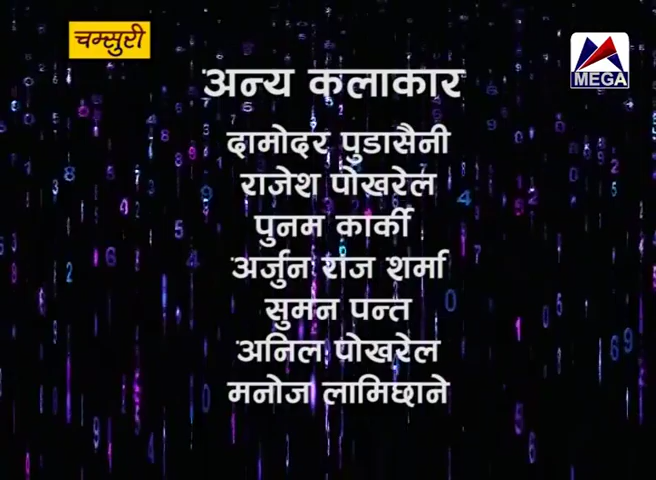 चम्सुरी
MEGA
अन्य कलाकार
दामोदर पुडासैनी
राजेश पोखरेल
पुनम कार्की
अर्जुन राज शर्मा
सुमन पन्त
अनिल पोखरेल
मनोज लामिछाने